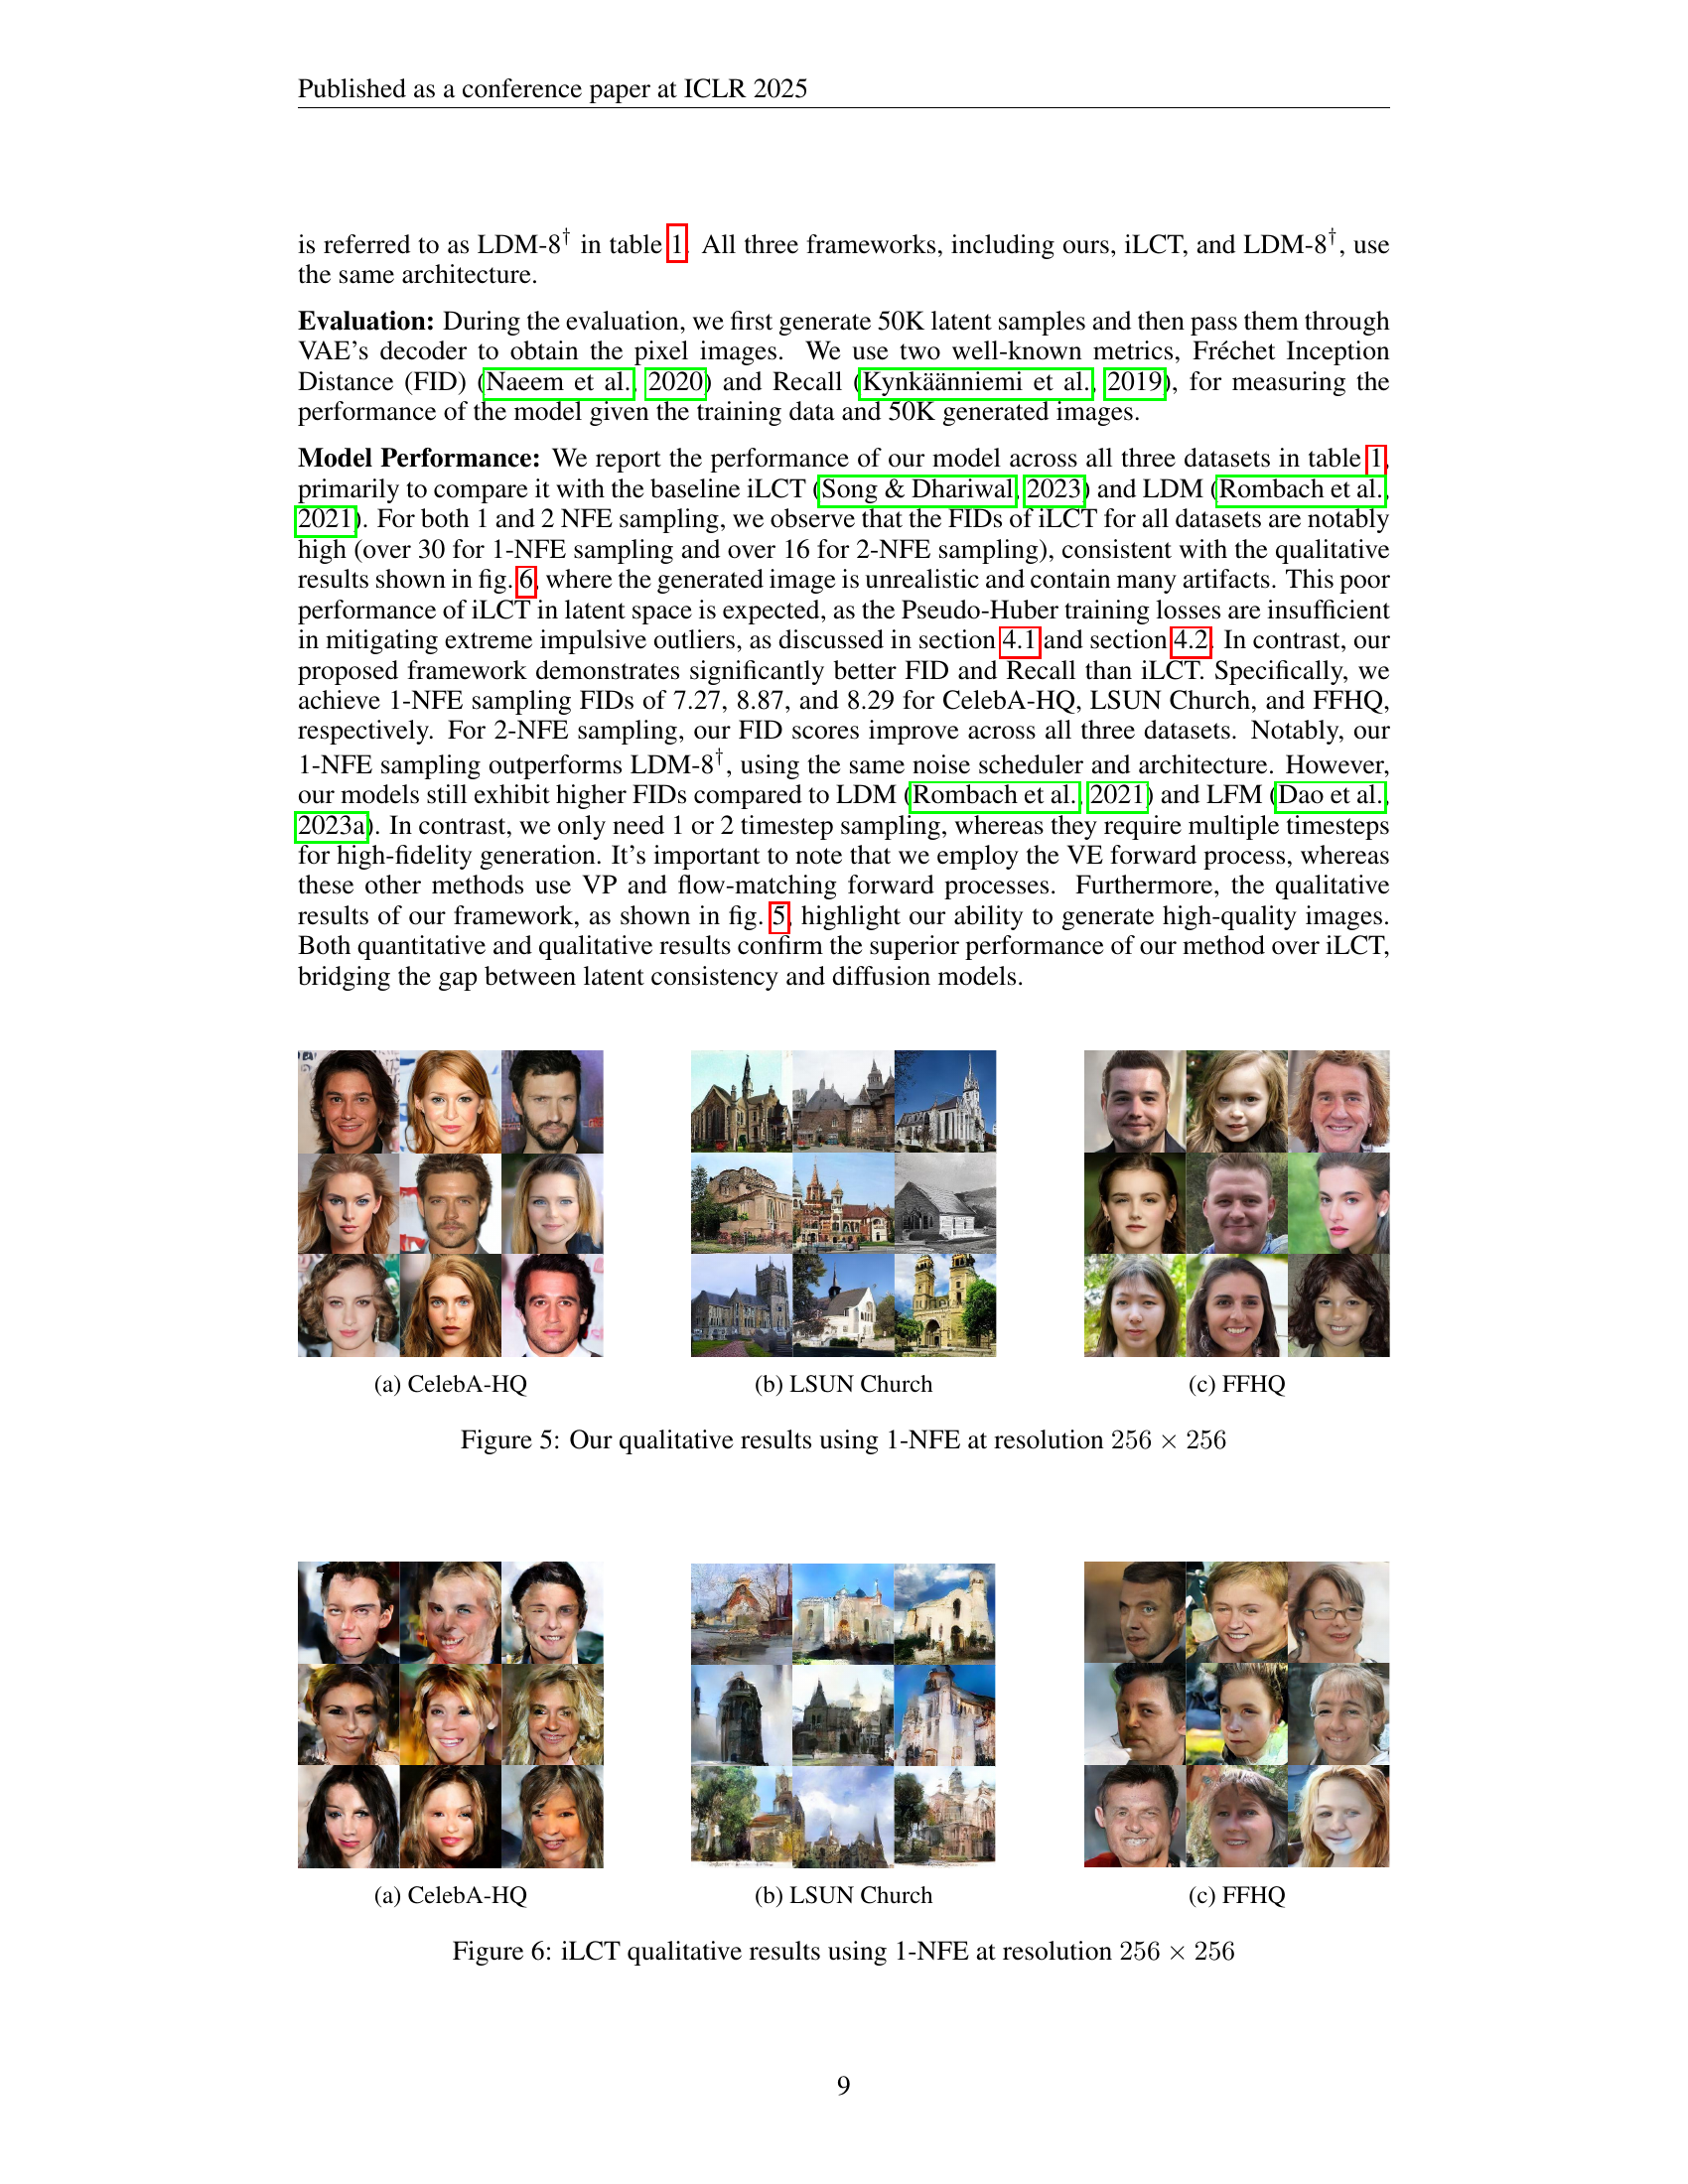 Published as a conference paper at ICLR 2025
is referred to as LDM-8† in table 1. All three frameworks, including ours, iLCT, and LDM-8†, use
the same architecture.
Evaluation: During the evaluation, we first generate 50K latent samples and then pass them through
VAE's decoder to obtain the pixel images. We use two well-known metrics, Fréchet Inception
Distance (FID) (Naeem et al., 2020) and Recall (Kynkäänniemi et al., 2019), for measuring the
performance of the model given the training data and 50K generated images.
Model Performance: We report the performance of our model across all three datasets in table 1,
primarily to compare it with the baseline iLCT (Song & Dhariwal, 2023) and LDM (Rombach et al.,
2021). For both 1 and 2 NFE sampling, we observe that the FIDs of iLCT for all datasets are notably
high (over 30 for 1-NFE sampling and over 16 for 2-NFE sampling), consistent with the qualitative
results shown in fig. 6, where the generated image is unrealistic and contain many artifacts. This poor
performance of iLCT in latent space is expected, as the Pseudo-Huber training losses are insufficient
in mitigating extreme impulsive outliers, as discussed in section 4.1 and section 4.2. In contrast, our
proposed framework demonstrates significantly better FID and Recall than iLCT. Specifically, we
achieve 1-NFE sampling FIDs of 7.27, 8.87, and 8.29 for CelebA-HQ, LSUN Church, and FFHQ,
respectively. For 2-NFE sampling, our FID scores improve across all three datasets. Notably, our
1-NFE sampling outperforms LDM-8†, using the same noise scheduler and architecture. However,
our models still exhibit higher FIDs compared to LDM (Rombach et al., 2021) and LFM (Dao et al.,
2023a). In contrast, we only need 1 or 2 timestep sampling, whereas they require multiple timesteps
for high-fidelity generation. It's important to note that we employ the VE forward process, whereas
these other methods use VP and flow-matching forward processes. Furthermore, the qualitative
results of our framework, as shown in fig. 5, highlight our ability to generate high-quality images.
Both quantitative and qualitative results confirm the superior performance of our method over iLCT,
bridging the gap between latent consistency and diffusion models.
(a) CelebA-HQ
(b) LSUN Church
(c) FFHQ
Figure 5: Our qualitative results using 1-NFE at resolution 256 × 256
(a) CelebA-HQ
(b) LSUN Church
(c) FFHQ
Figure 6: iLCT qualitative results using 1-NFE at resolution 256 × 256
9